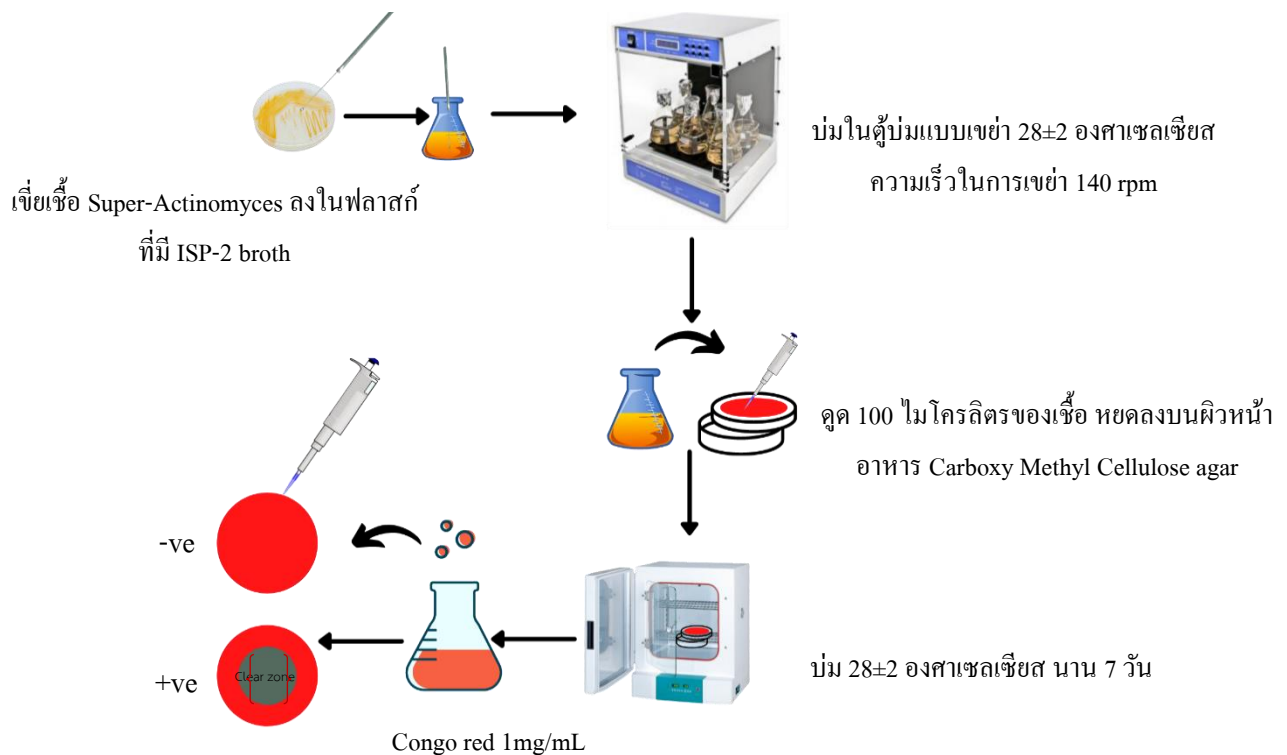 เขี่ยเชื้อ Super-Actinomyces ลงในฟลาสก์
ที่มี ISP-2 broth
บ่มในตู้บ่มแบบเขย่า 28±2 องศาเซลเซียส
ความเร็วในการเขย่า 140 rpm
ดูด 100 ไมโครลิตรของเชื้อ หยดลงบนผิวหน้า
อาหาร Carboxy Methyl Cellulose agar
บ่ม 28±2 องศาเซลเซียส นาน 7 วัน
Congo red 1mg/mL
-ve
+ve
Clear zone